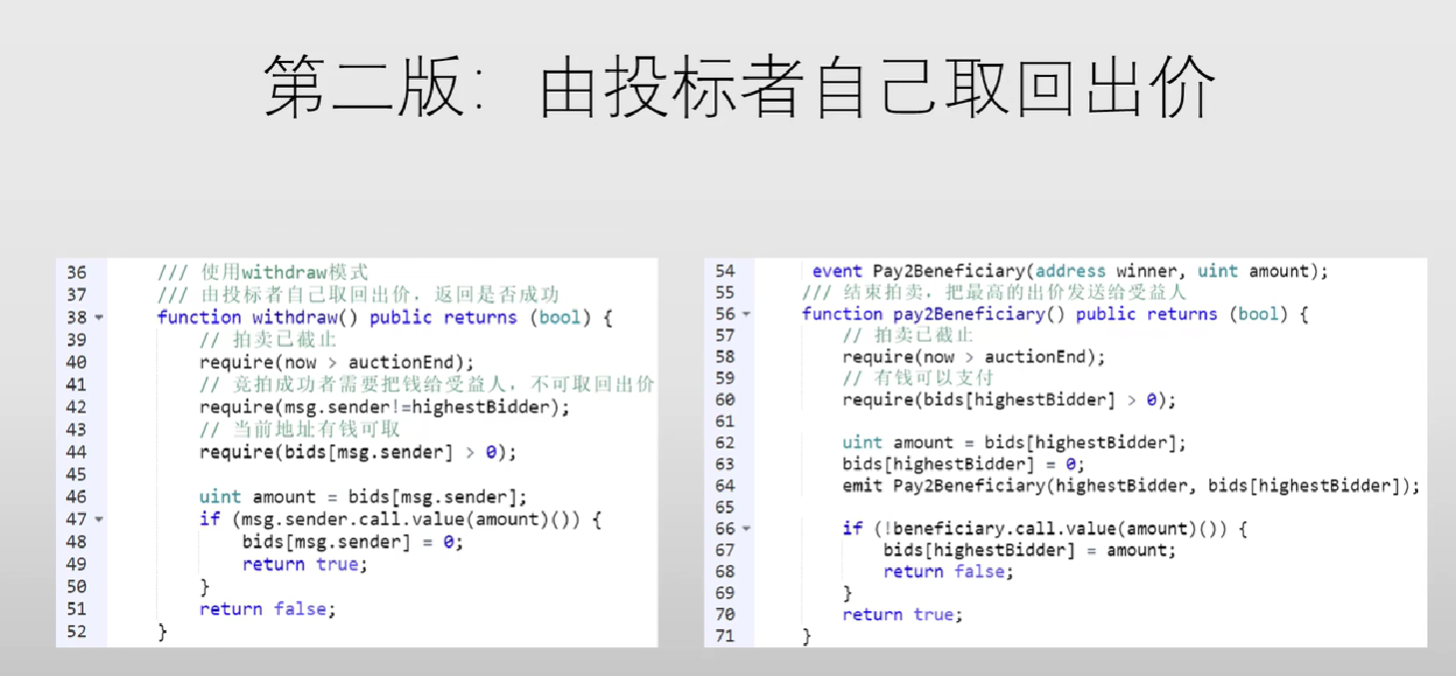 第二版：由投标者自己取回出价
36 /// 使用withdraw模式
37 /// 由投标者自己取回出价，返回是否成功
38 function withdraw() public returns (bool) {
39 // 拍卖已截止
40 require(now > auctionEnd);
41 // 竞拍成功者需要把钱给受益人，不可取回出价
42 require(msg.sender!=highestBidder);
43 // 当前地址有钱可取
44 require(bids[msg.sender] > 0);
45
46 uint amount = bids[msg.sender];
47 if (msg.sender.call.value(amount)()) {
48 bids[msg.sender] = 0;
49 return true;
50 }
51 return false;
52 }
54 event Pay2Beneficiary(address winner, uint amount);
55 /// 结束拍卖，把最高的出价发送给受益人
56 function pay2Beneficiary() public returns (bool) {
57 // 拍卖已截止
58 require(now > auctionEnd);
59 // 有钱可以支付
60 require(bids[highestBidder] > 0);
61
62 uint amount = bids[highestBidder];
63 bids[highestBidder] = 0;
64 emit Pay2Beneficiary(highestBidder, bids[highestBidder]);
65
66 if (!beneficiary.call.value(amount)()) {
67 bids[highestBidder] = amount;
68 return false;
69 }
70 return true;
71 }